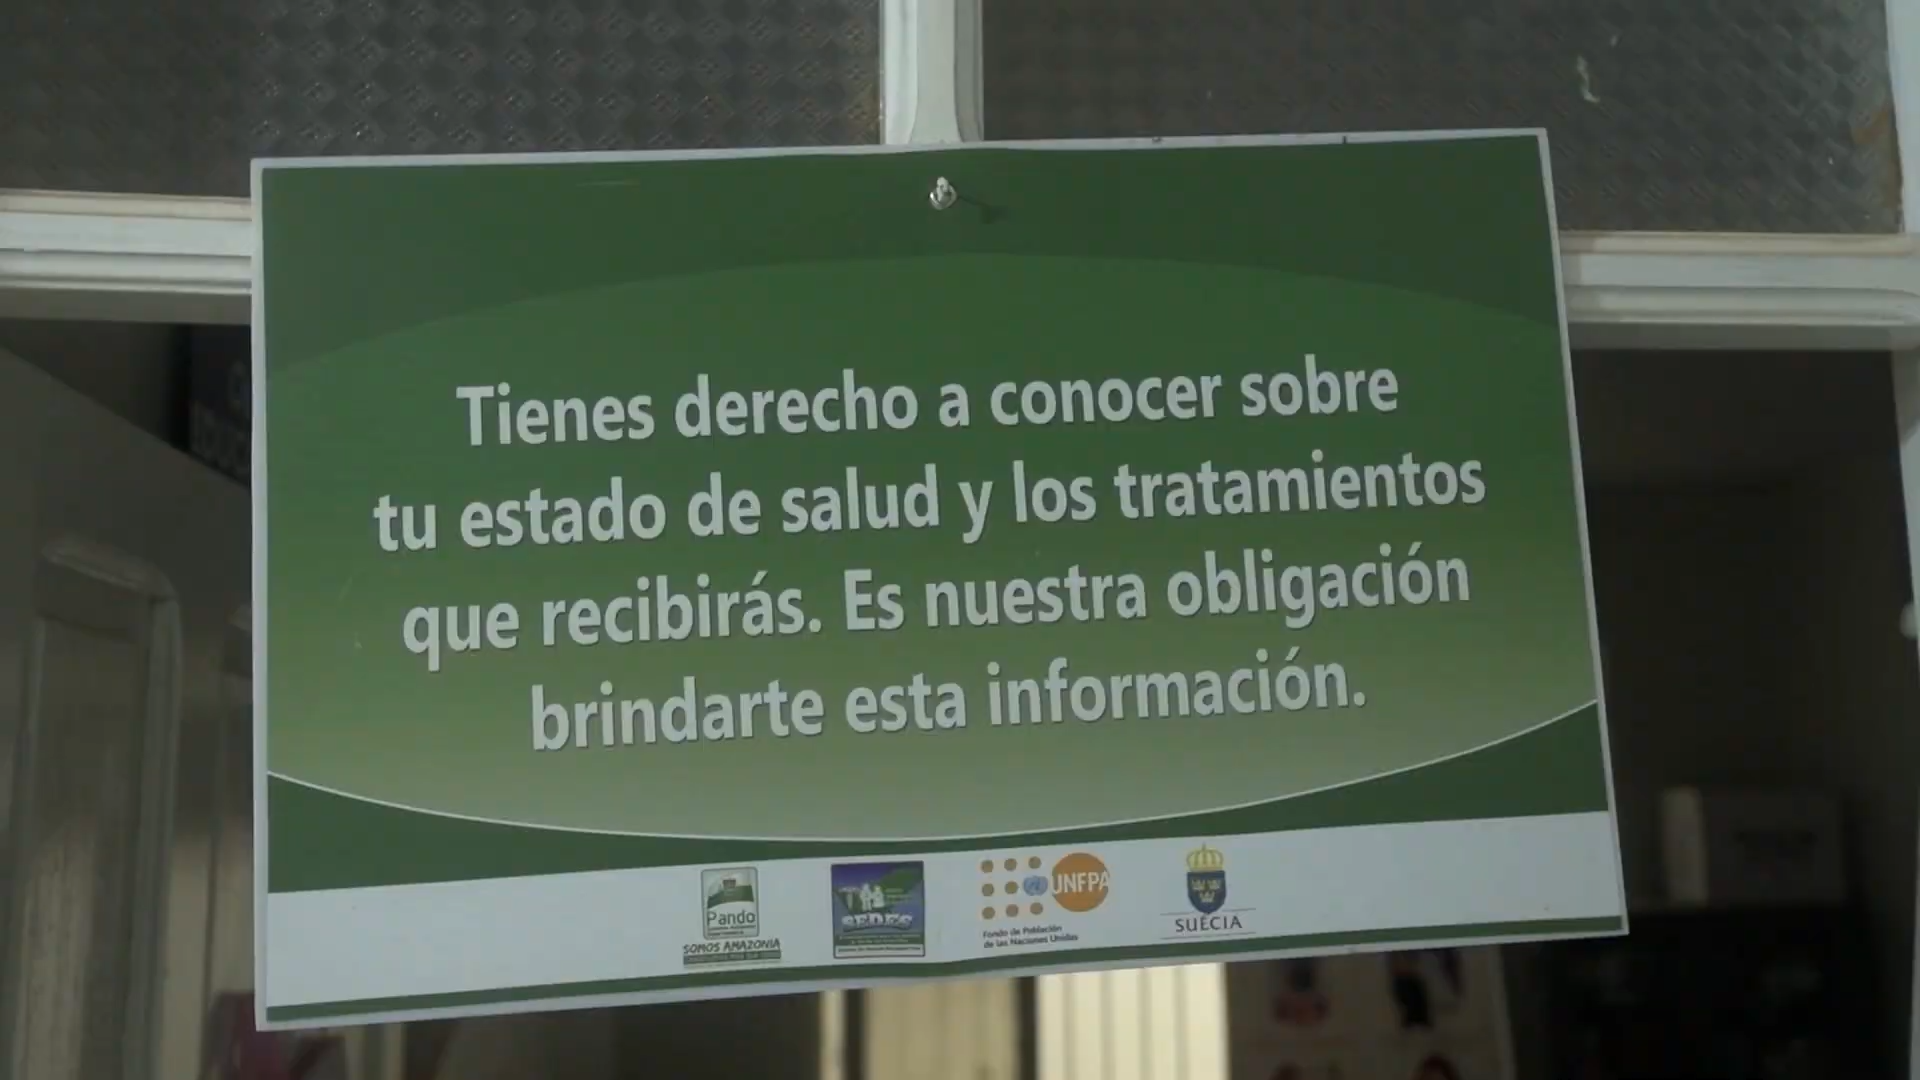 Tienes derecho a conocer sobre
tu estado de salud y los tratamientos
que recibirás. Es nuestra obligación
brindarte esta información.
Pando
SOMOS AMAZONIA
SEDES
UNFPA
Fondo de Población
de las Naciones Unidas
SUECIA